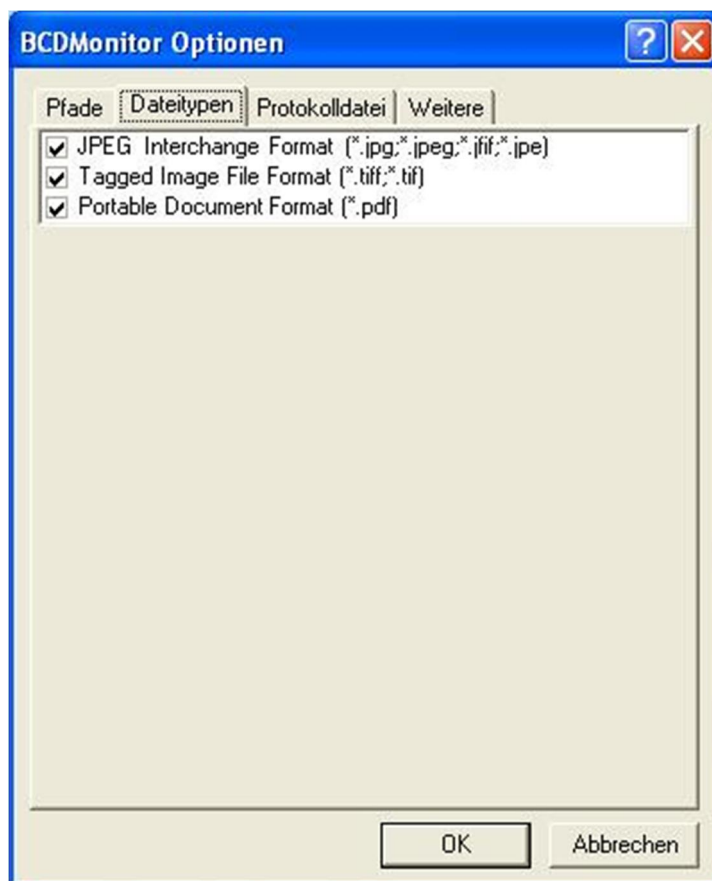 BCDMonitor Optionen
Pfade Dateitypen Protokolldatei Weitere
JPEG Interchange Format (*.jpg;*.jpeg;*.jfif;*.jpe)
Tagged Image File Format (*.tiff;*.tif)
Portable Document Format (*.pdf)
OK Abbrechen